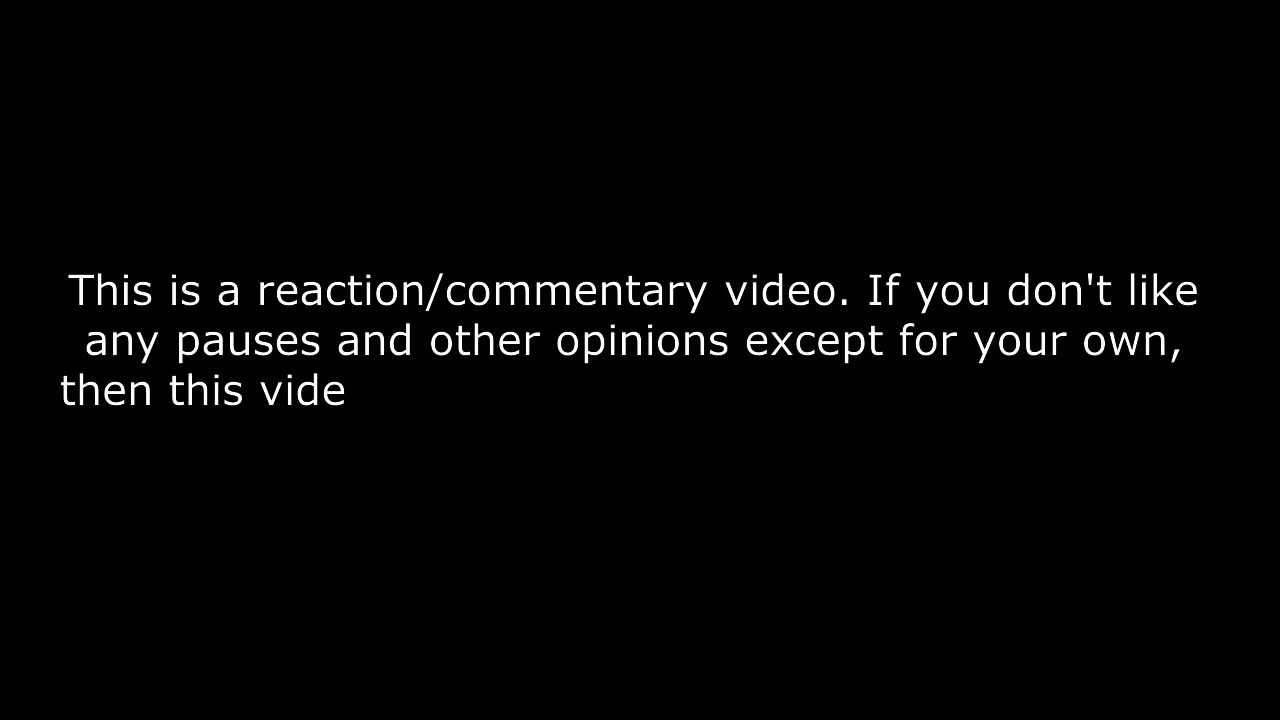 This is a reaction/commentary video. If you don't like
any pauses and other opinions except for your own,
then this vide